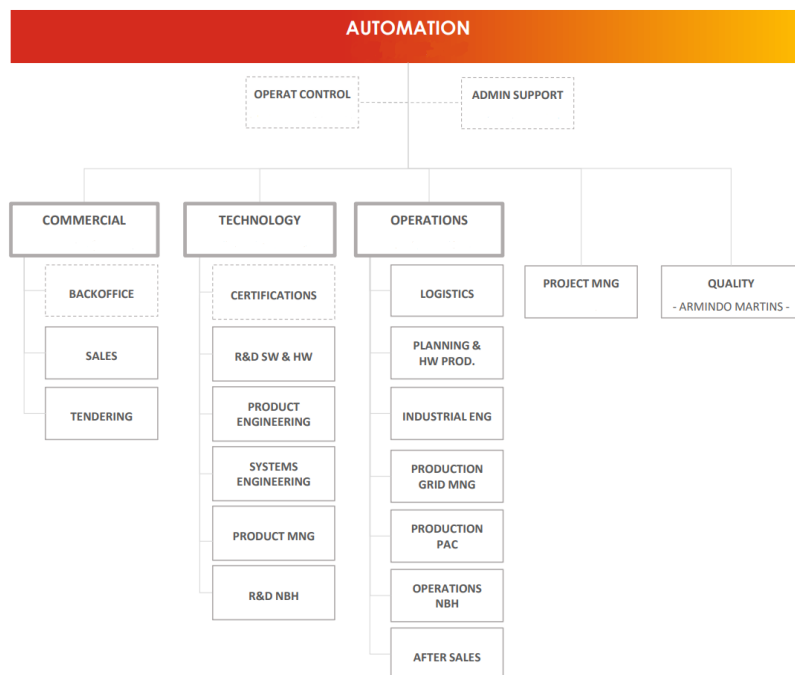 AUTOMATION
OPERAT CONTROL
ADMIN SUPPORT
COMMERCIAL
TECHNOLOGY
OPERATIONS
BACKOFFICE
SALES
TENDERING
CERTIFICATIONS
R&D SW & HW
PRODUCT
ENGINEERING
SYSTEMS
ENGINEERING
PRODUCT MNG
R&D NBH
LOGISTICS
PLANNING &
HW PROD.
INDUSTRIAL ENG
PRODUCTION
GRID MNG
PRODUCTION
PAC
OPERATIONS
NBH
AFTER SALES
PROJECT MNG
QUALITY
- ARMINDO MARTINS -